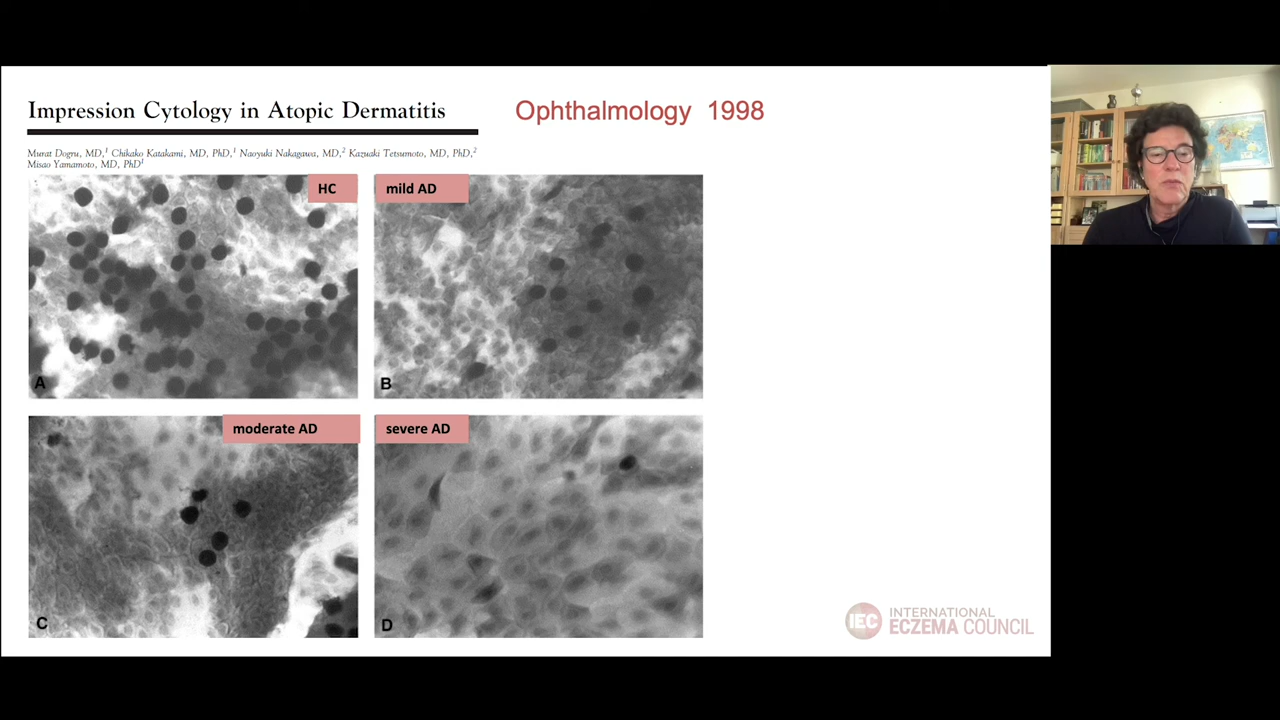 Impression Cytology in Atopic Dermatitis
Ophthalmology 1998
Murat Dogru, MD,¹ Chikako Katakami, MD, PhD,¹ Naoyuki Nakagawa, MD,² Kazuaki Tetsumoto, MD, PhD,²
Misao Yamamoto, MD, PhD¹
HC
mild AD
A
B
moderate AD
severe AD
C
D
IEC
INTERNATIONAL
ECZEMA COUNCIL